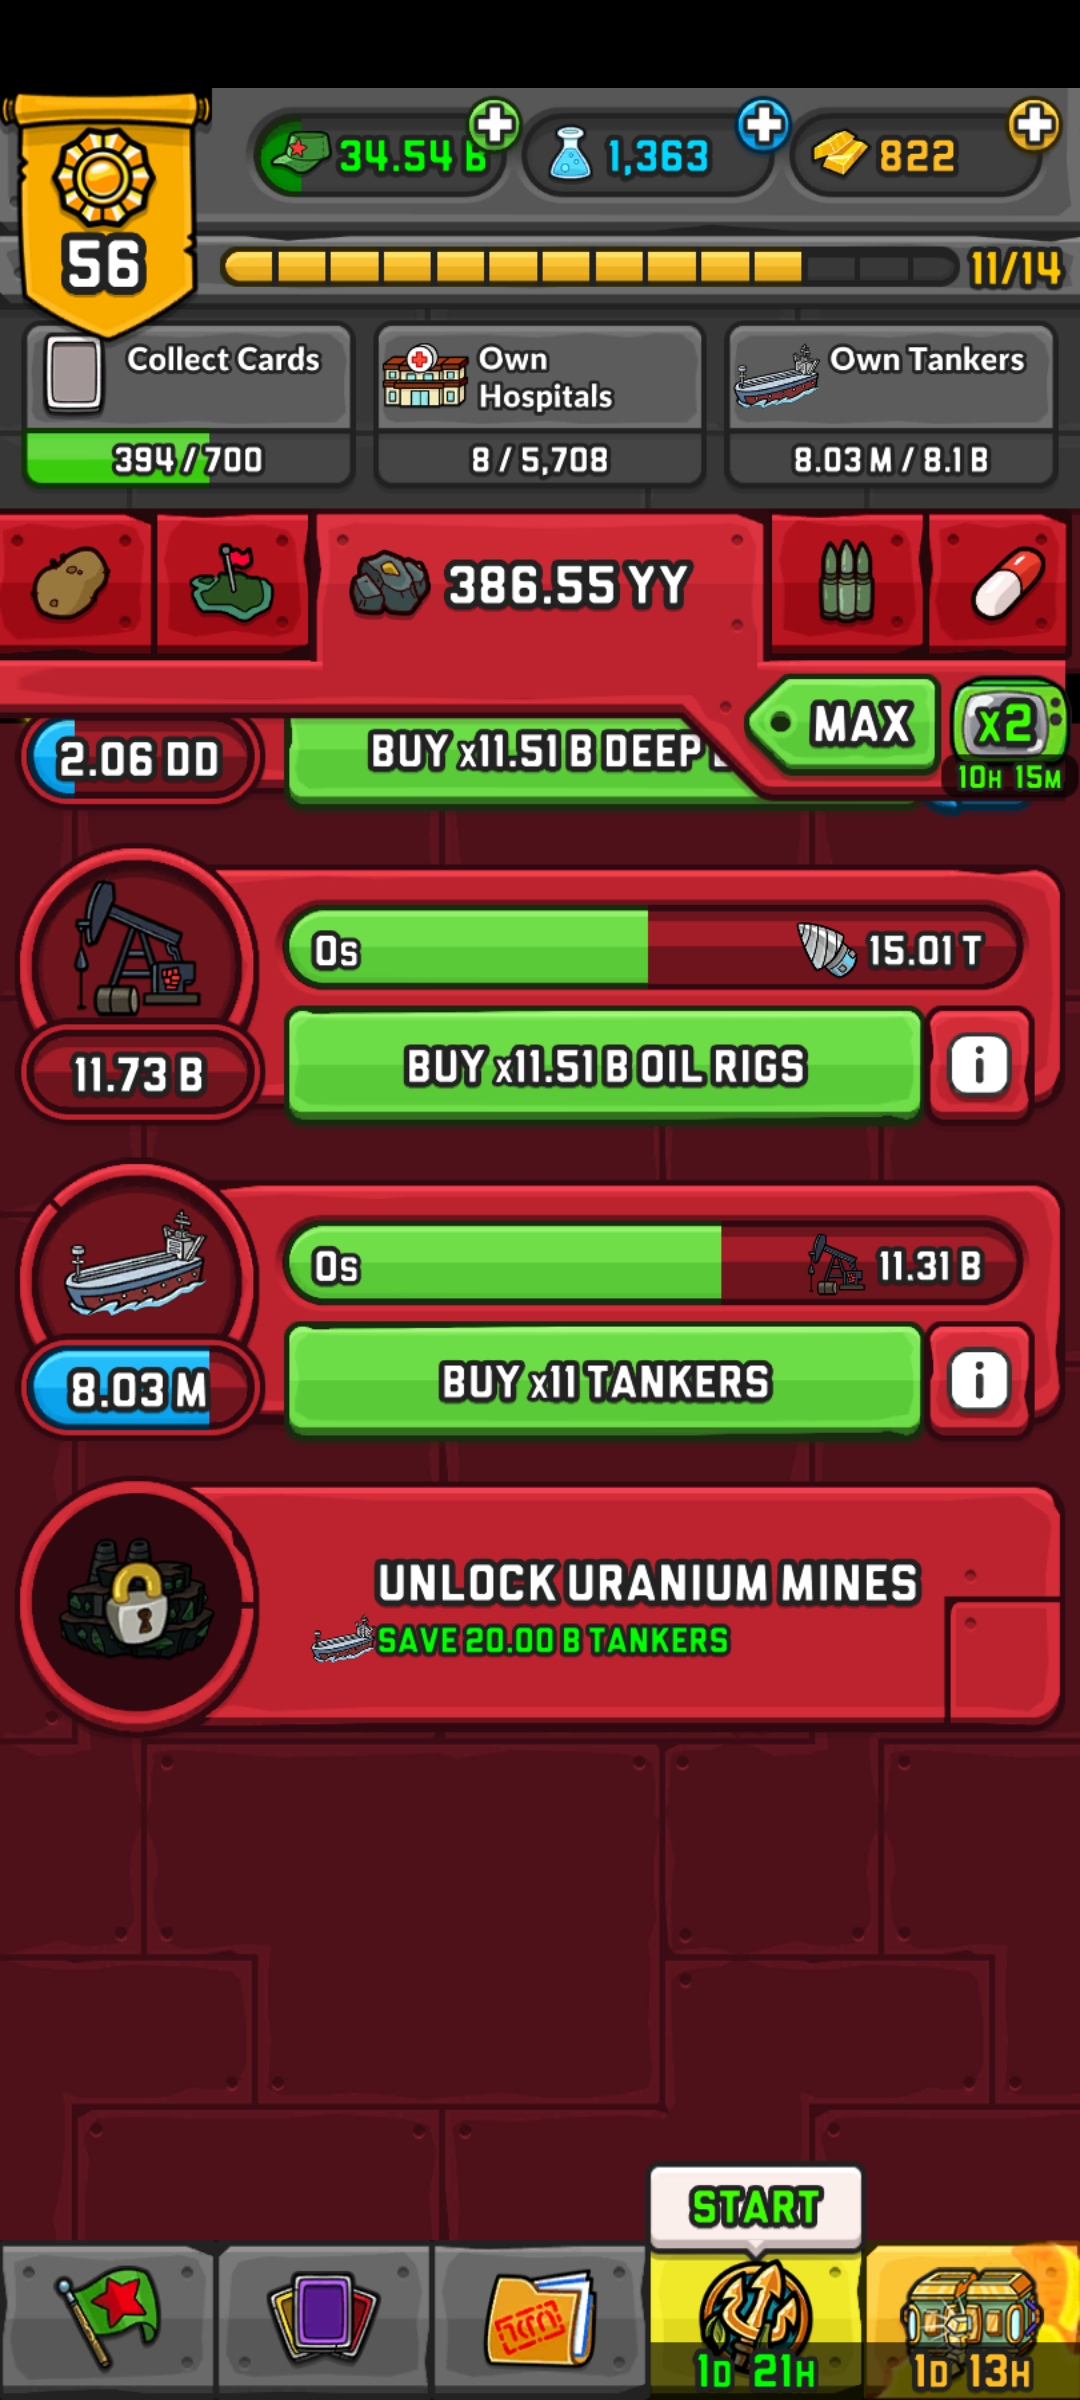 34.54 B
1,363
822
56
11/14
Collect Cards
394/700
Own
Hospitals
8/5,708
Own Tankers
8.03 M/8.1 B
386.55 YY
MAX
x2
10H 15M
2.06 DD
BUY x11.51 B DEEP
0s
15.01 T
11.73 B
BUY x11.51 B OIL RIGS
i
0s
11.31 B
8.03 M
BUY x11 TANKERS
i
UNLOCK URANIUM MINES
SAVE 20.00 B TANKERS
START
1D 21H
1D 13H